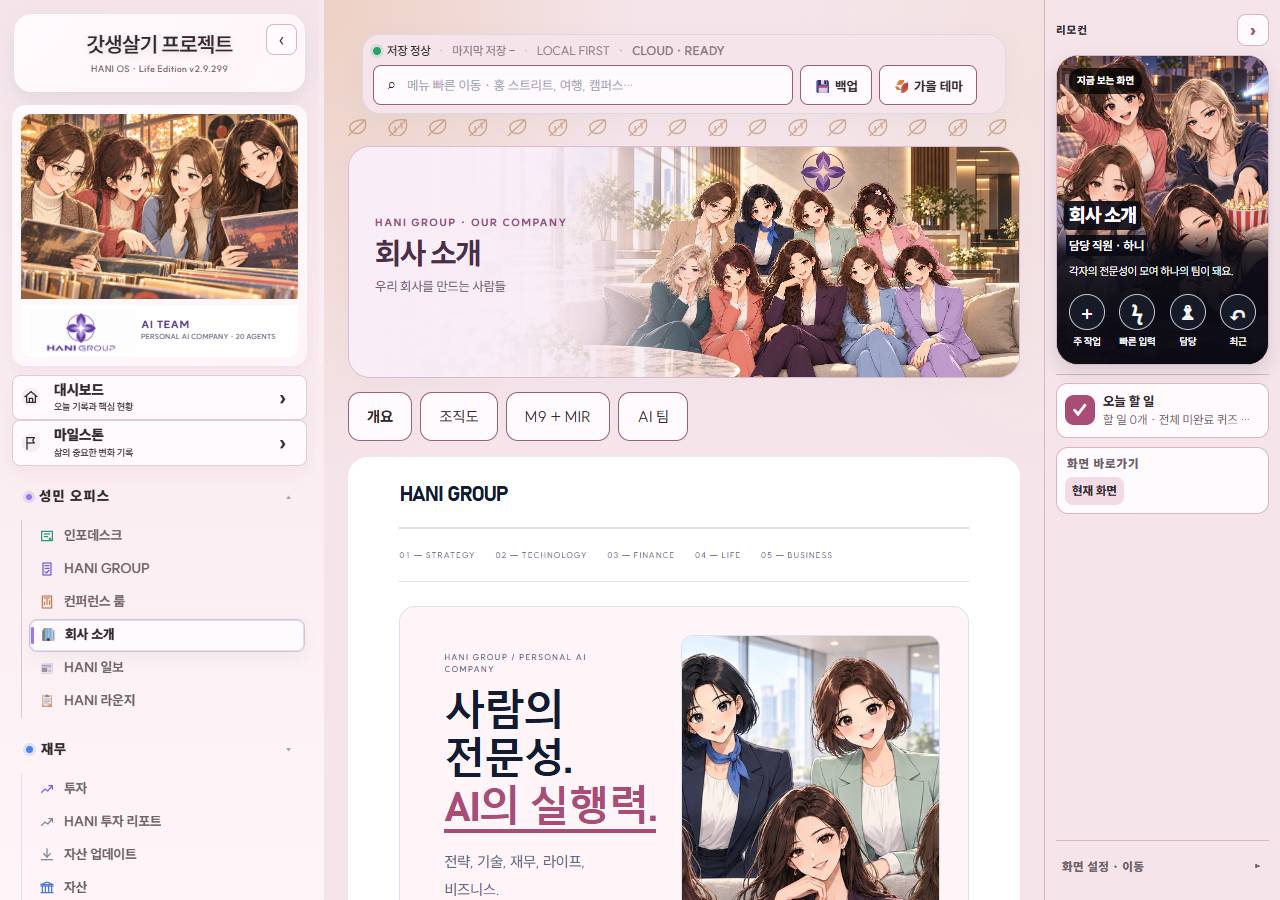 갓생살기 프로젝트
HANI OS · Life Edition v2.9.299
‹
HANI GROUP
AI TEAM
PERSONAL AI COMPANY · 20 AGENTS
대시보드
오늘 기록과 핵심 현황
마일스톤
삶의 중요한 변화 기록
성민 오피스
인포데스크
HANI GROUP
컨퍼런스 룸
회사 소개
HANI 일보
HANI 라운지
재무
투자
HANI 투자 리포트
자산 업데이트
자산
저장 정상 · 마지막 저장 – · LOCAL FIRST · CLOUD · READY
메뉴 빠른 이동 · 홍 스트리트, 여행, 캠퍼스…
백업
가을 테마
HANI GROUP · OUR COMPANY
회사 소개
우리 회사를 만드는 사람들
개요
조직도
M9 + MIR
AI 팀
HANI GROUP
01 — STRATEGY 02 — TECHNOLOGY 03 — FINANCE 04 — LIFE 05 — BUSINESS
HANI GROUP / PERSONAL AI
COMPANY
사람의
전문성.
AI의 실행력.
전략, 기술, 재무, 라이프,
비즈니스.
리모컨
›
지금 보는 화면
회사 소개
담당 직원 · 하니
각자의 전문성이 모여 하나의 팀이 돼요.
주 작업
빠른 입력
담당
최근
오늘 할 일
할 일 0개 · 전체 미완료 퀴즈 …
화면 바로가기
현재 화면
화면 설정 · 이동